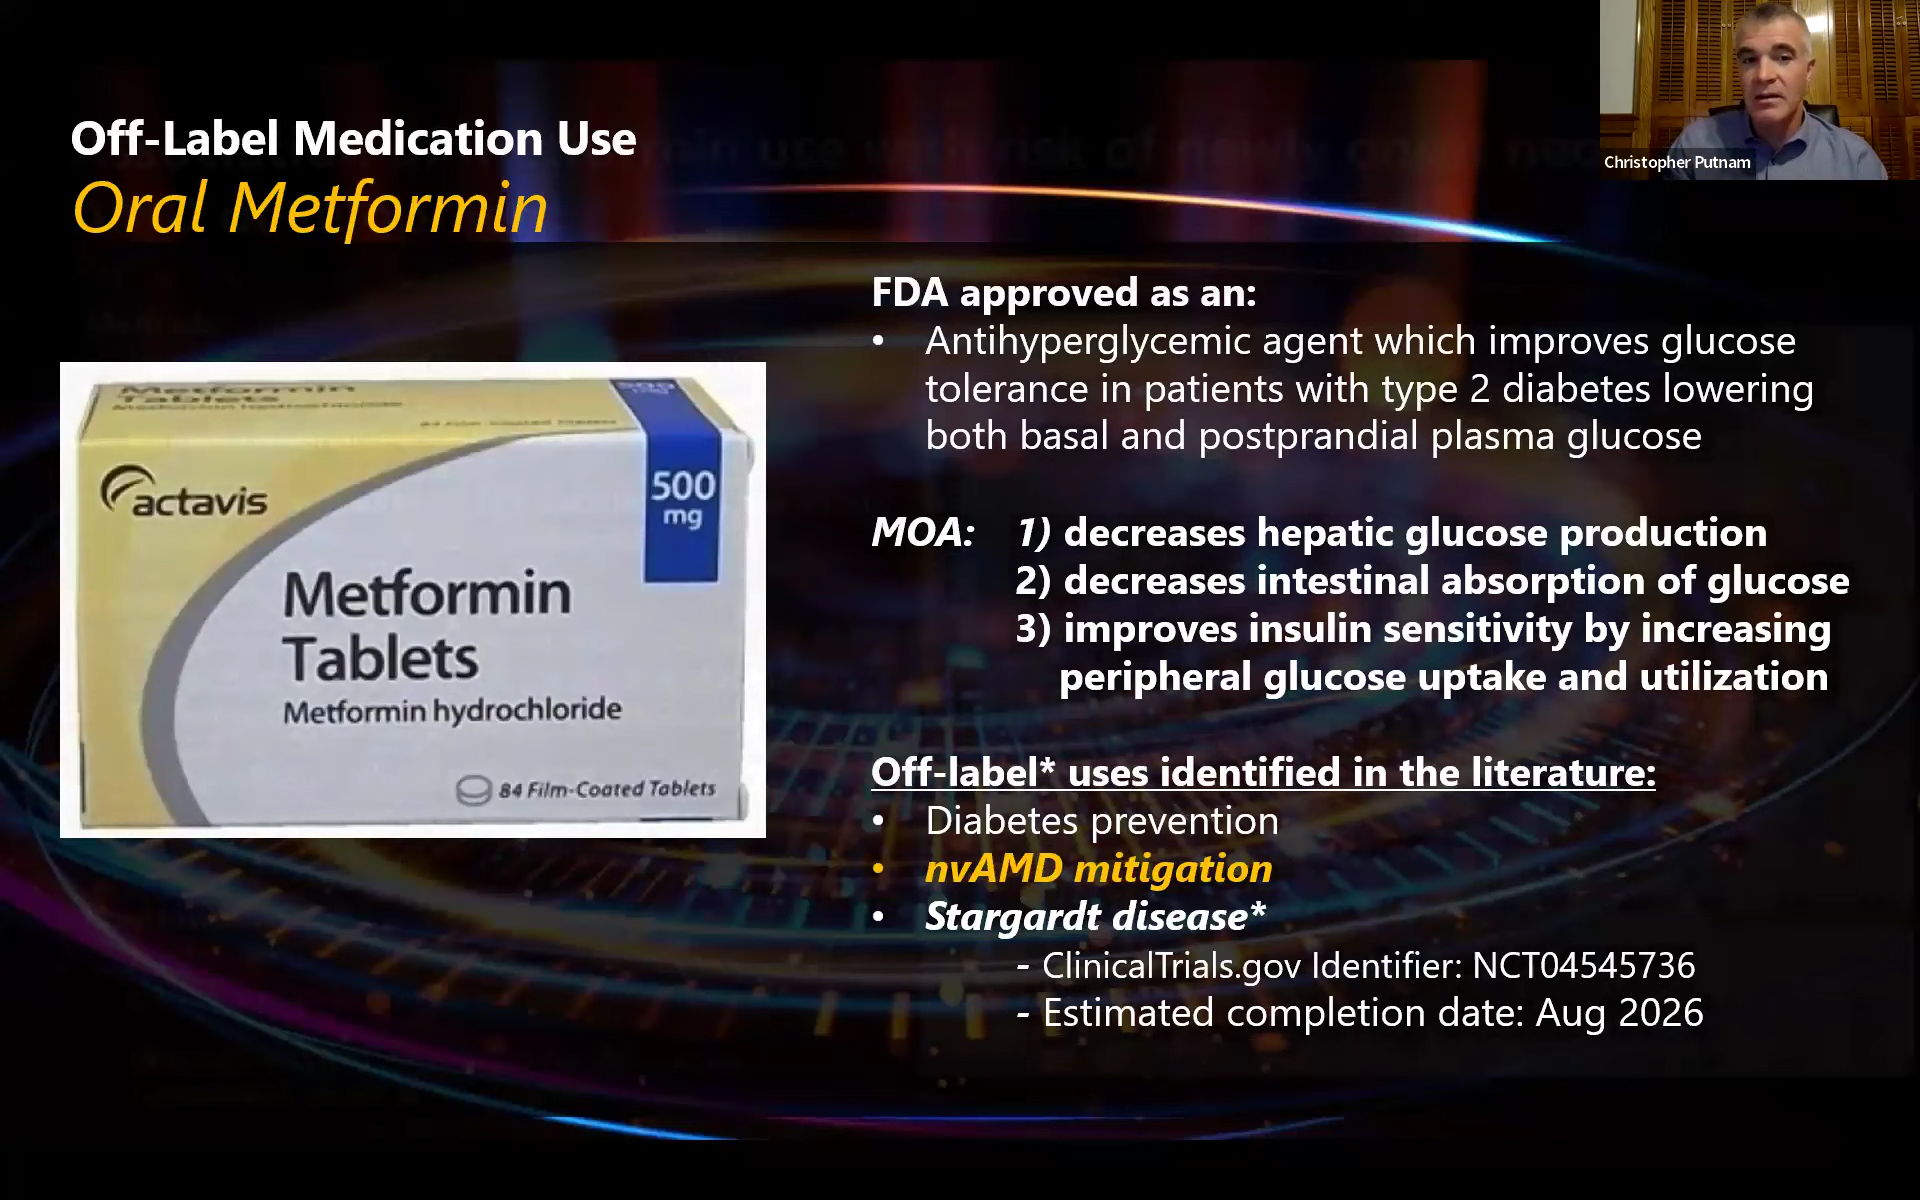 Off-Label Medication Use
Oral Metformin
Christopher Putnam
FDA approved as an:
• Antihyperglycemic agent which improves glucose
tolerance in patients with type 2 diabetes lowering
both basal and postprandial plasma glucose
MOA: 1) decreases hepatic glucose production
2) decreases intestinal absorption of glucose
3) improves insulin sensitivity by increasing
peripheral glucose uptake and utilization
Off-label* uses identified in the literature:
• Diabetes prevention
• nvAMD mitigation
• Stargardt disease*
- ClinicalTrials.gov Identifier: NCT04545736
- Estimated completion date: Aug 2026
Metformin
Tablets
actavis
500
mg
Metformin
Tablets
Metformin hydrochloride
84 Film-Coated Tablets